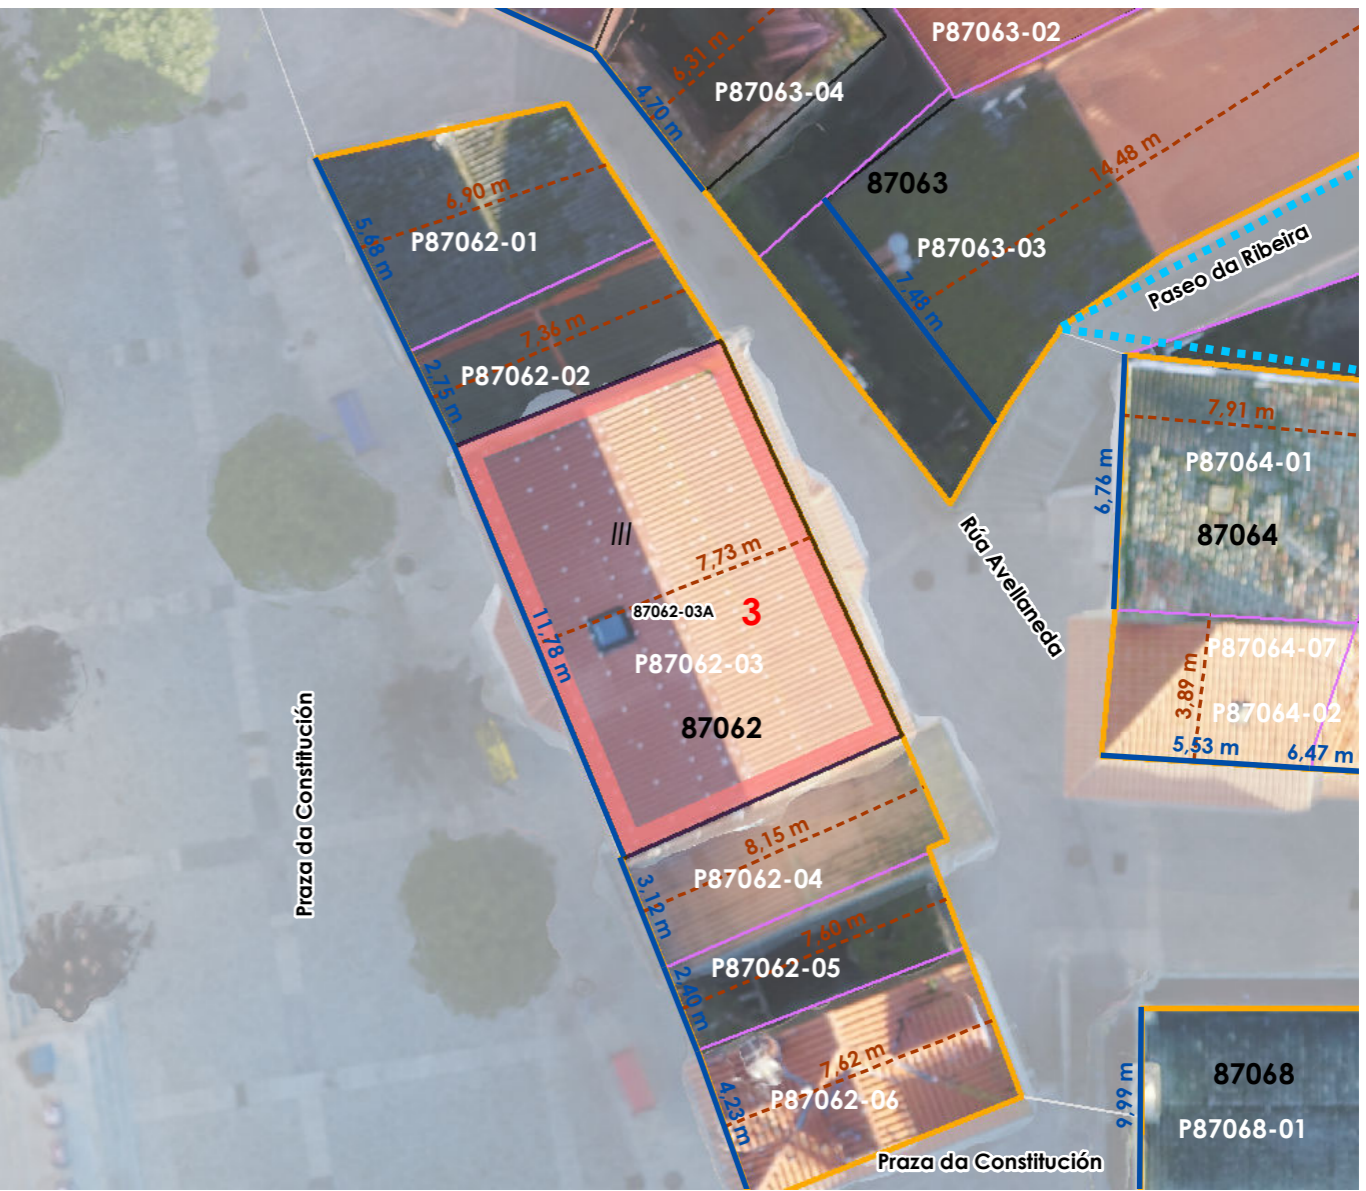 P87063-02
6,31 m
P87063-04
4,70 m
14,48 m
87063
6,90 m
P87062-01
5,68 m
P87063-03
Paseo da Ribeira
7,48 m
7,36 m
P87062-02
2,75 m
7,91 m
P87064-01
6,76 m
III
87064
Rúa Avellaneda
7,73 m
87062-03A
3
11,78 m
P87062-03
P87064-07
3,89 m
P87064-02
87062
5,53 m
6,47 m
Praza da Constitución
8,15 m
P87062-04
3,12 m
7,60 m
P87062-05
2,40 m
7,62 m
87068
P87062-06
4,23 m
9,99 m
P87068-01
Praza da Constitución